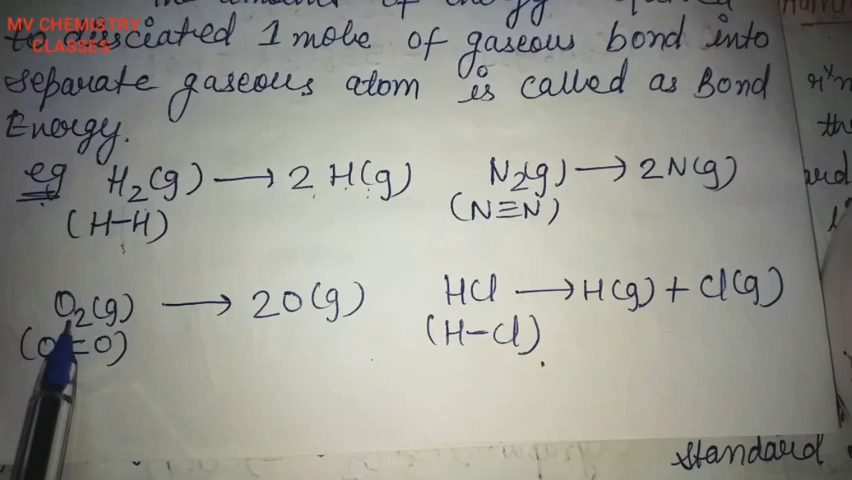 MV CHEMISTRY
CLASSES
to dissciated 1 mole of gaseous bond into
separate gaseous atom is called as Bond
Energy.
eg H₂(g) → 2 H(g) N₂(g) → 2N(g)
(H-H) (N≡N)
O₂(g) → 2O(g) HCl → H(g) + Cl(g)
(O=O) (H-Cl)
Standard